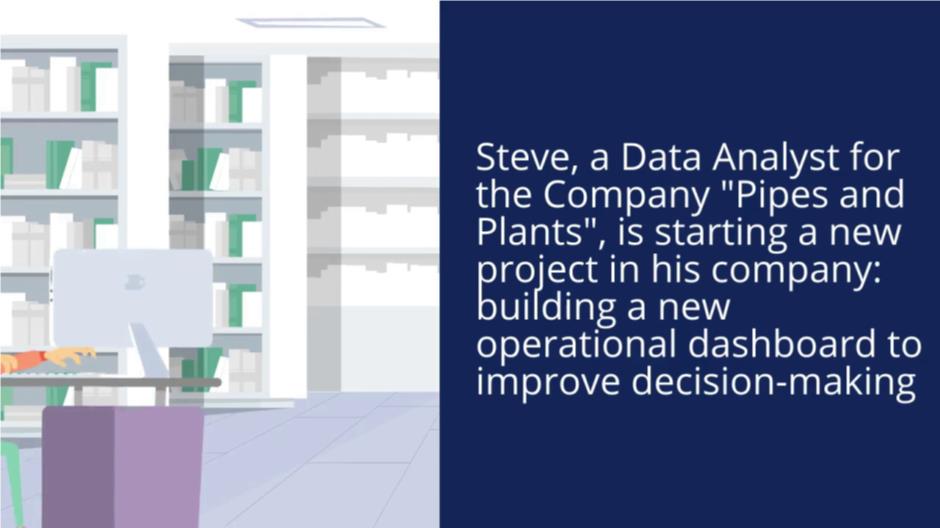 Steve, a Data Analyst for
the Company "Pipes and
Plants", is starting a new
project in his company:
building a new
operational dashboard to
improve decision-making